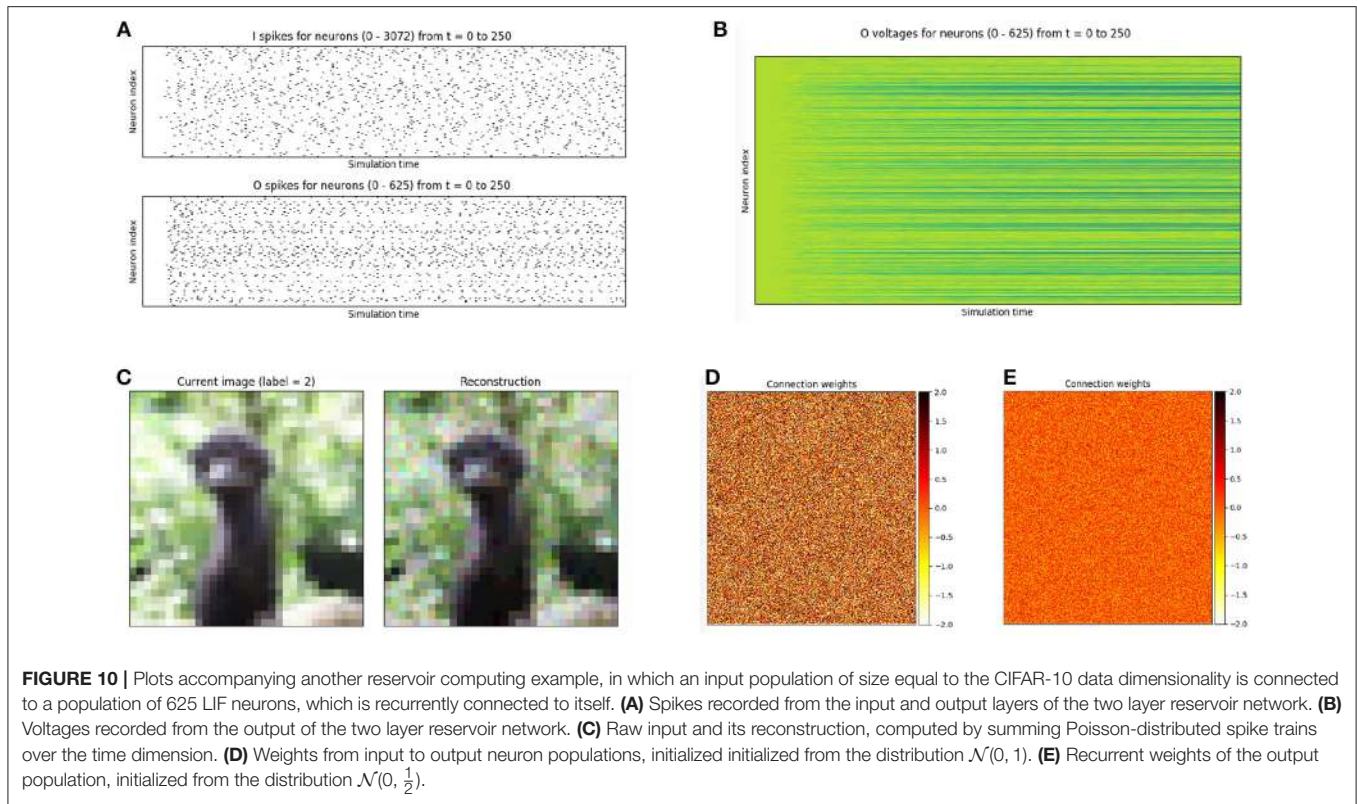 A
I spikes for neurons (0 - 3072) from t = 0 to 250
Neuron index
Simulation time
O spikes for neurons (0 - 625) from t = 0 to 250
Neuron index
Simulation time
B
O voltages for neurons (0 - 625) from t = 0 to 250
Neuron index
Simulation time
C
Current image (label = 2)
Reconstruction
D
Connection weights
2.0
1.5
1.0
0.5
0.0
−0.5
−1.0
−1.5
−2.0
E
Connection weights
2.0
1.5
1.0
0.5
0.0
−0.5
−1.0
−1.5
−2.0
FIGURE 10 | Plots accompanying another reservoir computing example, in which an input population of size equal to the CIFAR-10 data dimensionality is connected
to a population of 625 LIF neurons, which is recurrently connected to itself. (A) Spikes recorded from the input and output layers of the two layer reservoir network. (B)
Voltages recorded from the output of the two layer reservoir network. (C) Raw input and its reconstruction, computed by summing Poisson-distributed spike trains
over the time dimension. (D) Weights from input to output neuron populations, initialized initialized from the distribution 𝒩(0, 1). (E) Recurrent weights of the output
population, initialized from the distribution 𝒩(0, 1/2).